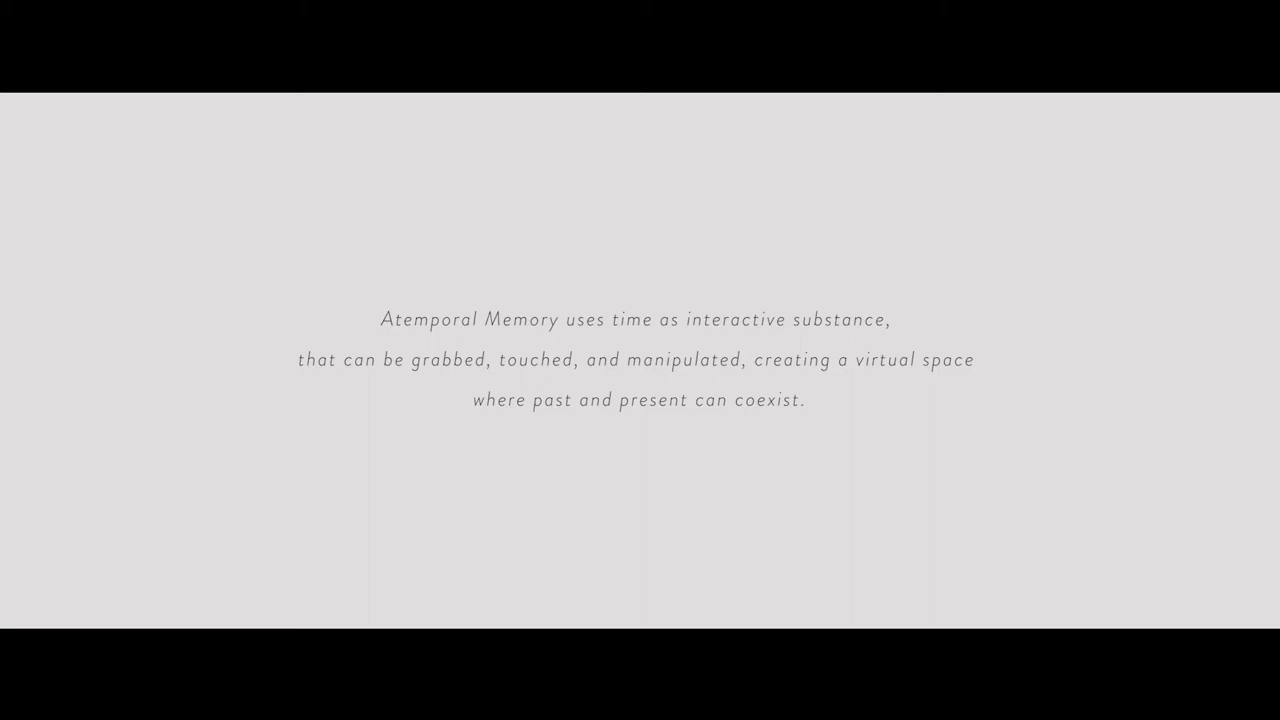 Atemporal Memory uses time as interactive substance,
that can be grabbed, touched, and manipulated, creating a virtual space
where past and present can coexist.